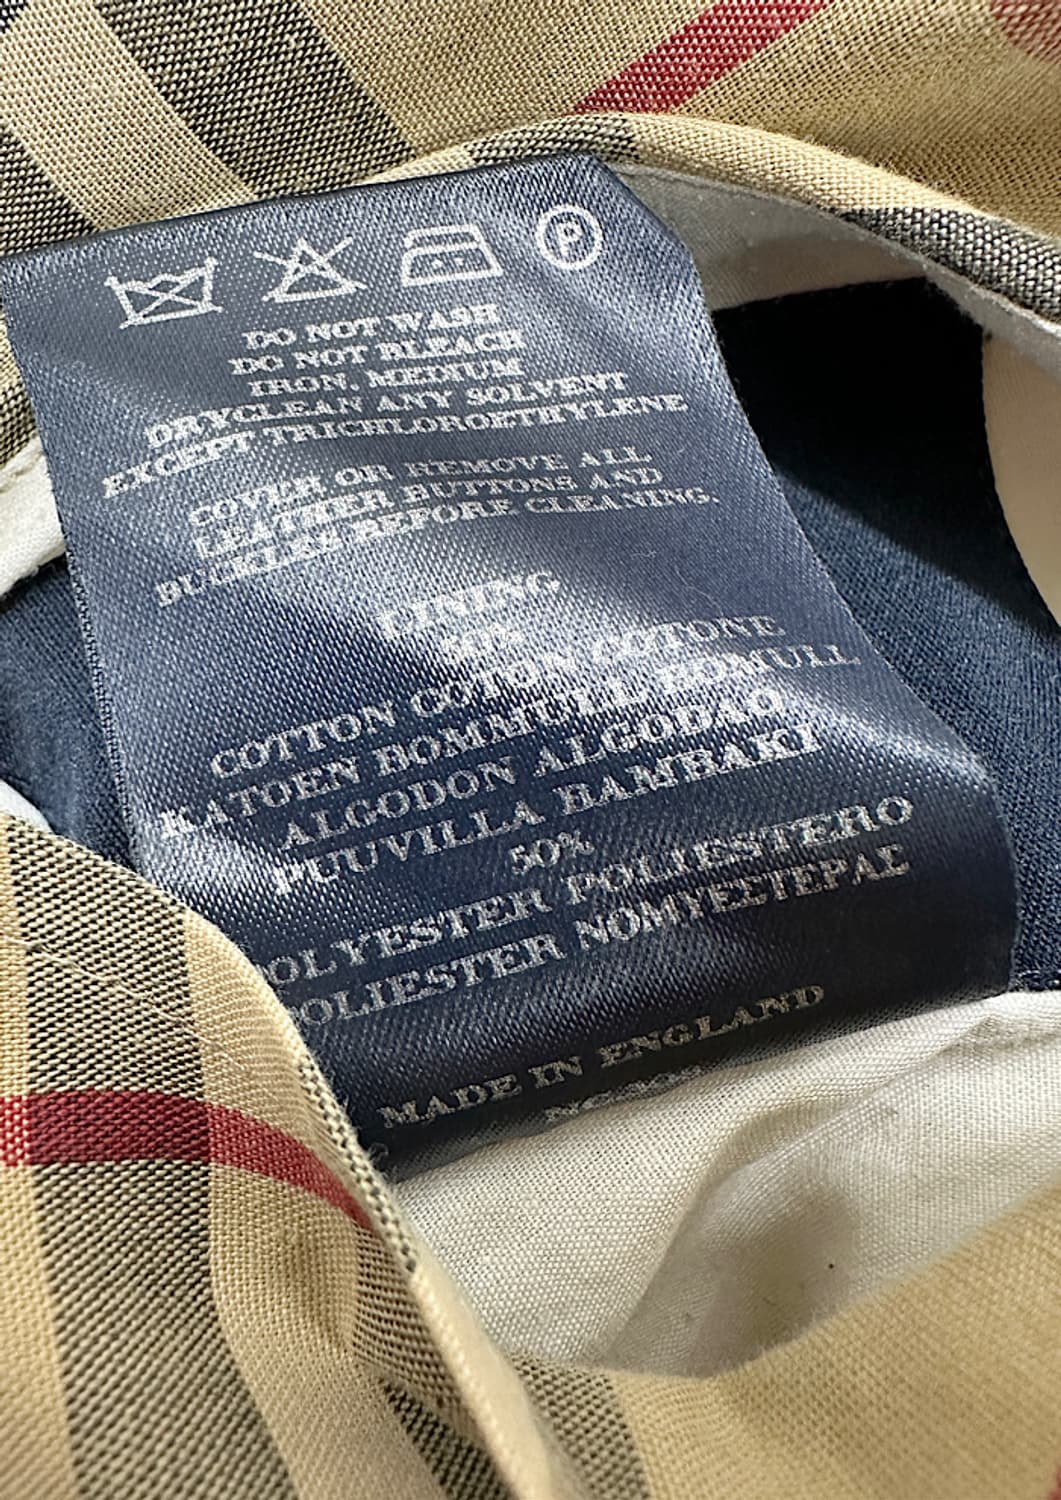 P
DO NOT WASH
DO NOT BLEACH
IRON, MEDIUM
DRYCLEAN ANY SOLVENT
EXCEPT TRICHLOROETHYLENE
COVER OR REMOVE ALL
LEATHER BUTTONS AND
BUCKLES BEFORE CLEANING.
LINING
50%
COTTON COTON COTONE
KATOEN BOMMULL BOMULL
ALGODON ALGODAO
PUUVILLA BAMBAKI
50%
POLYESTER POLIESTERO
POLIESTER ΝΟΜΥΕΣΤΕΡΑΣ
MADE IN ENGLAND